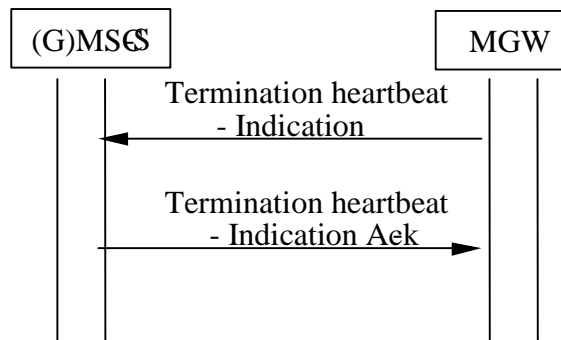 (G)MSC-S
MGW
Termination heartbeat
- Indication
Termination heartbeat
- Indication Ack